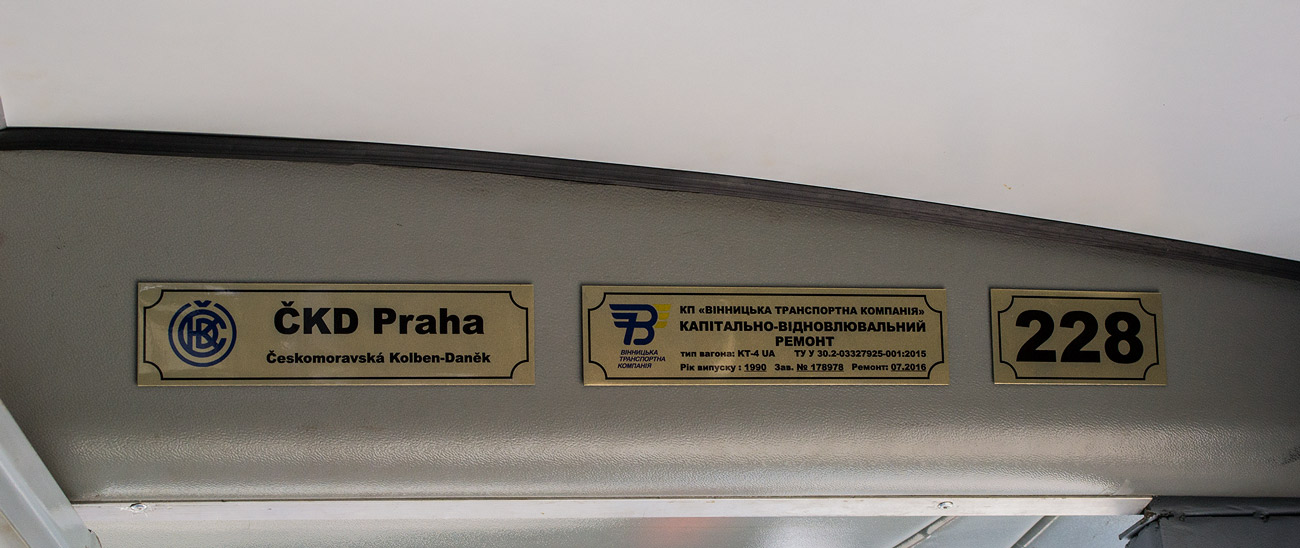 ČKD
ČKD Praha
Českomoravská Kolben-Daněk
ВІННИЦЬКА
ТРАНСПОРТНА
КОМПАНІЯ
КП «ВІННИЦЬКА ТРАНСПОРТНА КОМПАНІЯ»
КАПІТАЛЬНО-ВІДНОВЛЮВАЛЬНИЙ
РЕМОНТ
тип вагона: КТ-4 UA ТУ У 30.2-03327925-001:2015
Рік випуску : 1990 Зав. № 178978 Ремонт: 07.2016
228